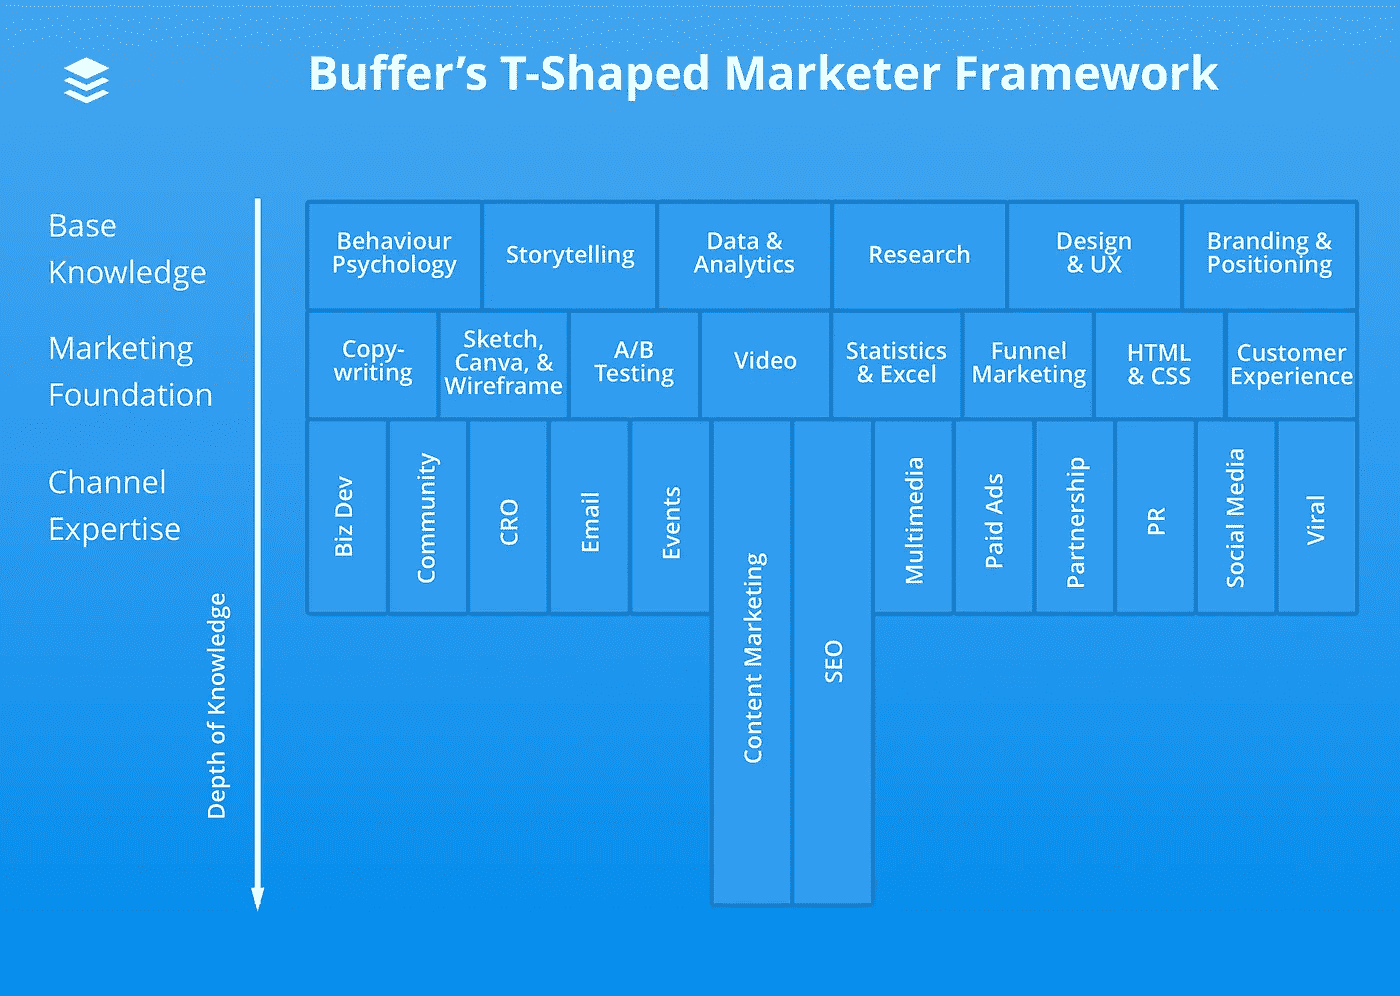 Buffer’s T-Shaped Marketer Framework
Base
Knowledge
Behaviour
Psychology
Storytelling
Data &
Analytics
Research
Design
& UX
Branding &
Positioning
Marketing
Foundation
Copy-
writing
Sketch,
Canva, &
Wireframe
A/B
Testing
Video
Statistics
& Excel
Funnel
Marketing
HTML
& CSS
Customer
Experience
Channel
Expertise
Biz Dev
Community
CRO
Email
Events
Content Marketing
SEO
Multimedia
Paid Ads
Partnership
PR
Social Media
Viral
Depth of Knowledge